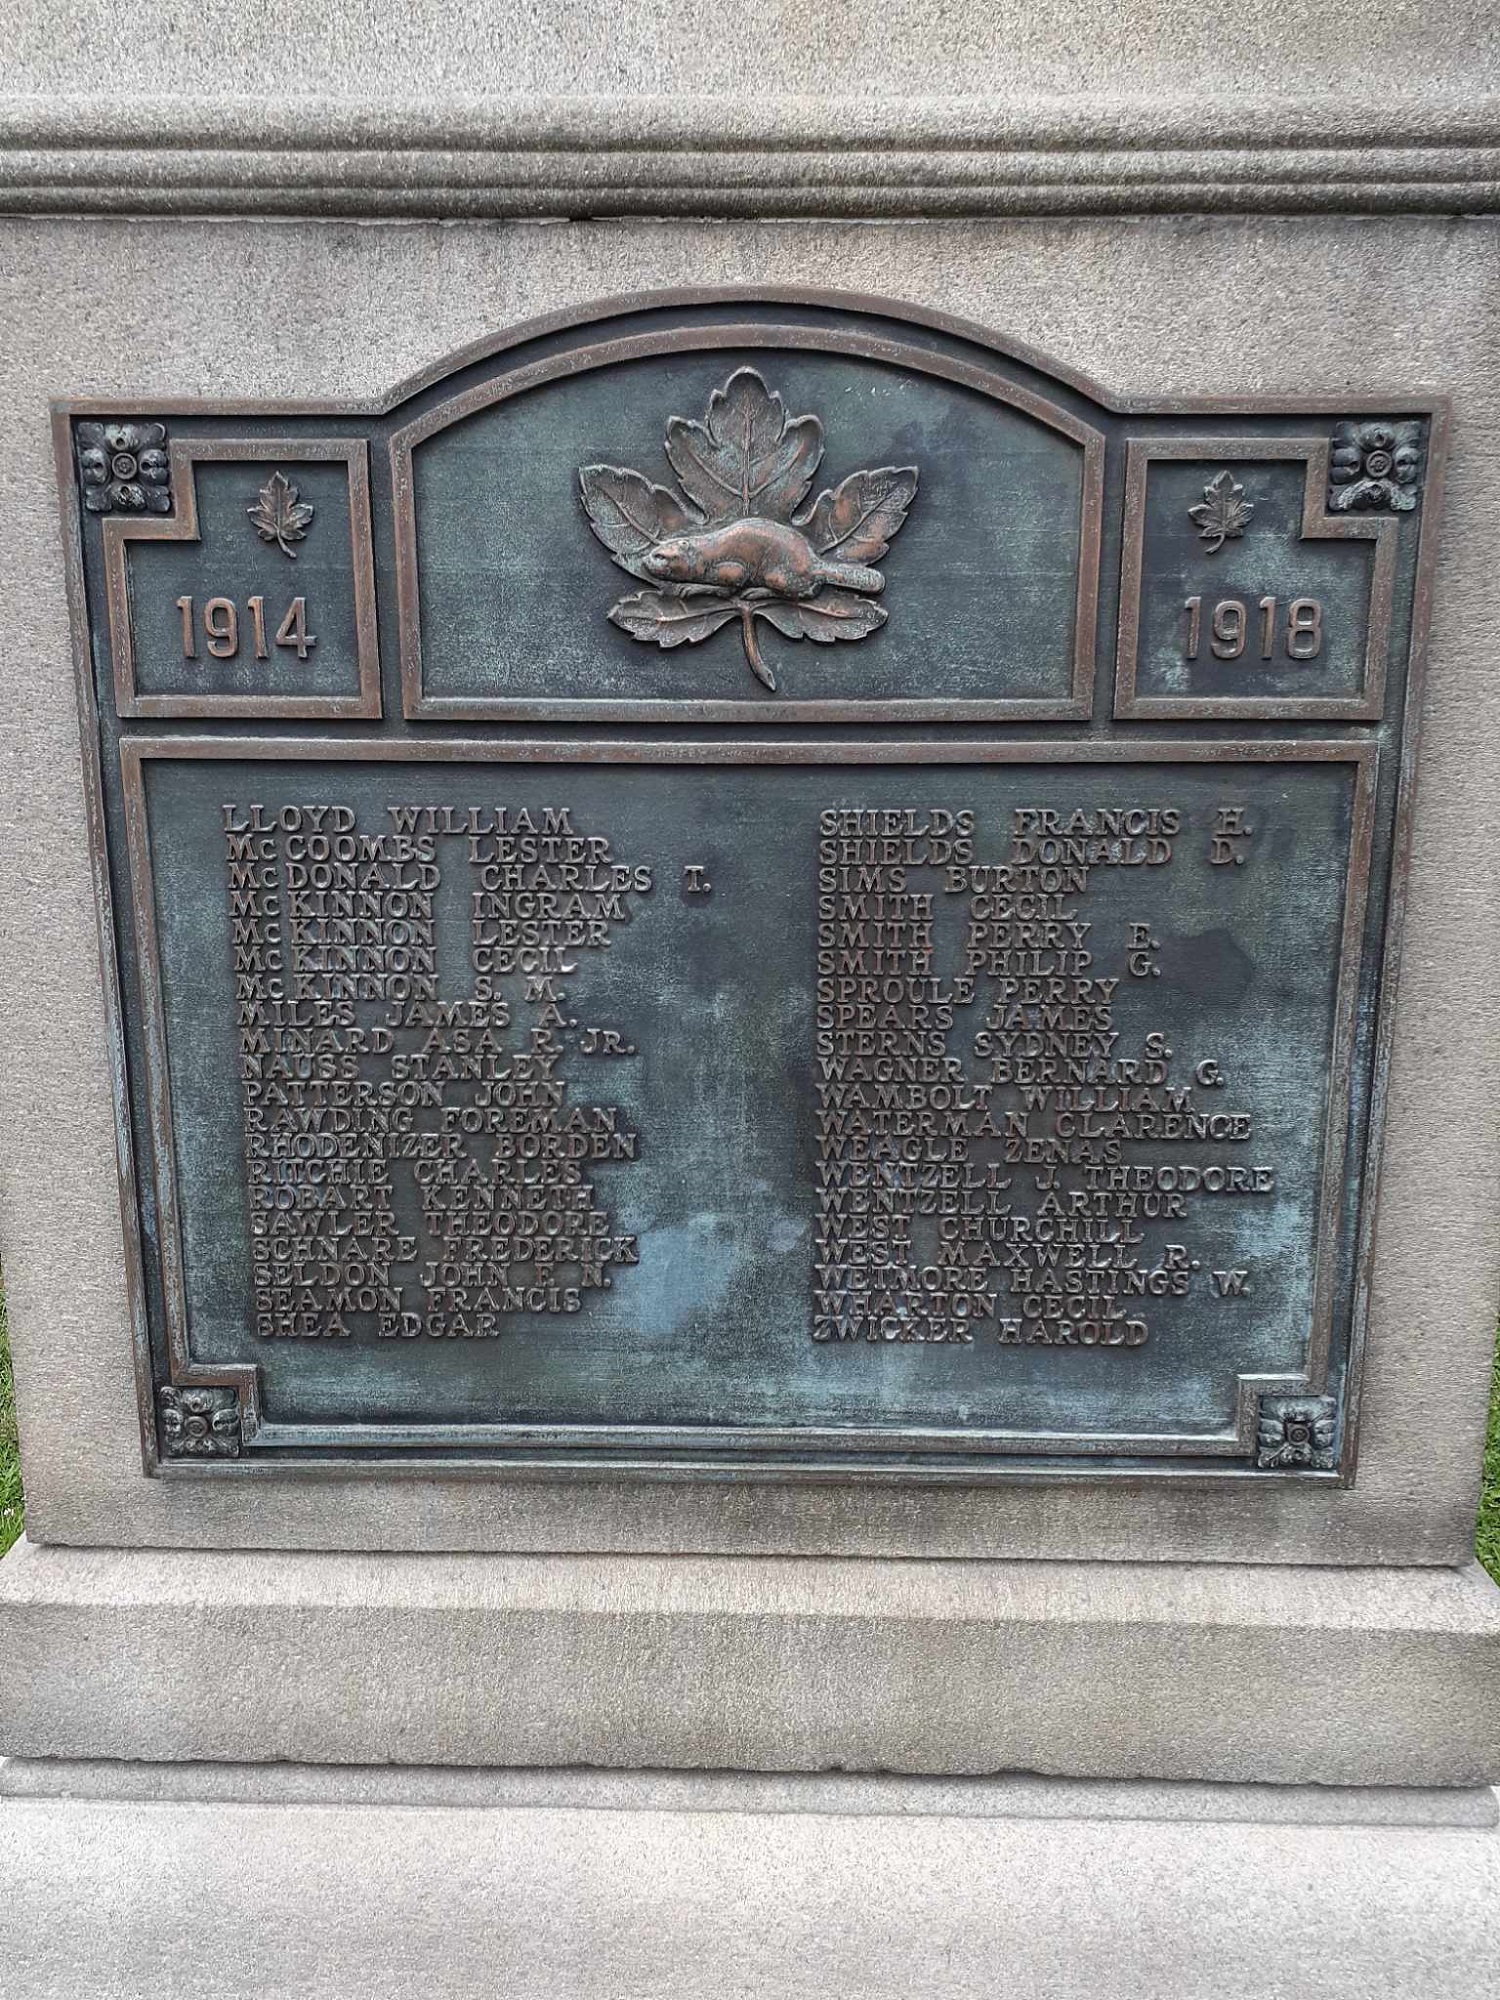 1914
1918
LLOYD WILLIAM
McCOOMBS LESTER
McDONALD CHARLES T.
McKINNON INGRAM
McKINNON LESTER
McKINNON CECIL
McKINNON S. M.
MILES JAMES A.
MINARD ASA R. JR.
NAUSS STANLEY
PATTERSON JOHN
RAWDING FOREMAN
RHODENIZER BORDEN
RITCHIE CHARLES
ROBART KENNETH
SAWLER THEODORE
SCHNARE FREDERICK
SELDON JOHN F. N.
SEAMON FRANCIS
SHEA EDGAR
SHIELDS FRANCIS H.
SHIELDS DONALD D.
SIMS BURTON
SMITH CECIL
SMITH PERRY E.
SMITH PHILIP G.
SPROULE PERRY
SPEARS JAMES
STERNS SYDNEY S.
WAGNER BERNARD G.
WAMBOLT WILLIAM
WATERMAN CLARENCE
WEAGLE ZENAS
WENTZELL J. THEODORE
WENTZELL ARTHUR
WEST CHURCHILL
WEST MAXWELL R.
WETMORE HASTINGS W.
WHARTON CECIL
ZWICKER HAROLD